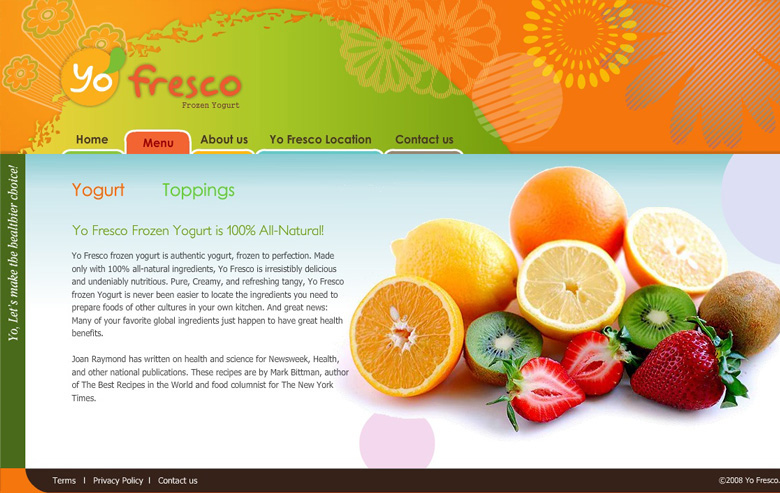 Yo fresco
Frozen Yogurt
Home Menu About us Yo Fresco Location Contact us
Yo, Let's make the healthier choice!
Yogurt Toppings
Yo Fresco Frozen Yogurt is 100% All-Natural!
Yo Fresco frozen yogurt is authentic yogurt, frozen to perfection. Made
only with 100% all-natural ingredients, Yo Fresco is irresistibly delicious
and undeniably nutritious. Pure, Creamy, and refreshing tangy, Yo Fresco
frozen Yogurt is never been easier to locate the ingredients you need to
prepare foods of other cultures in your own kitchen. And great news:
Many of your favorite global ingredients just happen to have great health
benefits.
Joan Raymond has written on health and science for Newsweek, Health,
and other national publications. These recipes are by Mark Bittman, author
of The Best Recipes in the World and food columnist for The New York
Times.
Terms I Privacy Policy I Contact us
©2008 Yo Fresco